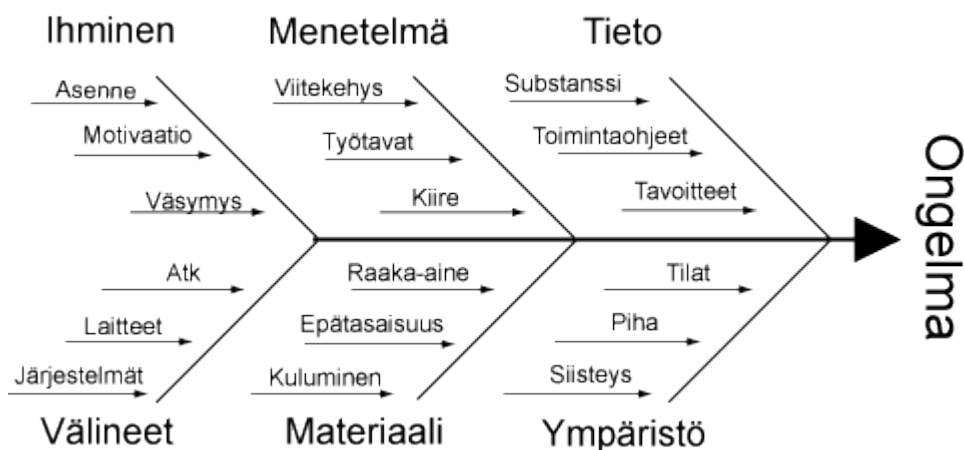 Ihminen
Asenne
Motivaatio
Väsymys
Menetelmä
Viitekehys
Työtavat
Kiire
Tieto
Substanssi
Toimintaohjeet
Tavoitteet
Ongelma
Atk
Laitteet
Järjestelmät
Välineet
Raaka-aine
Epätasaisuus
Kuluminen
Materiaali
Tilat
Piha
Siisteys
Ympäristö